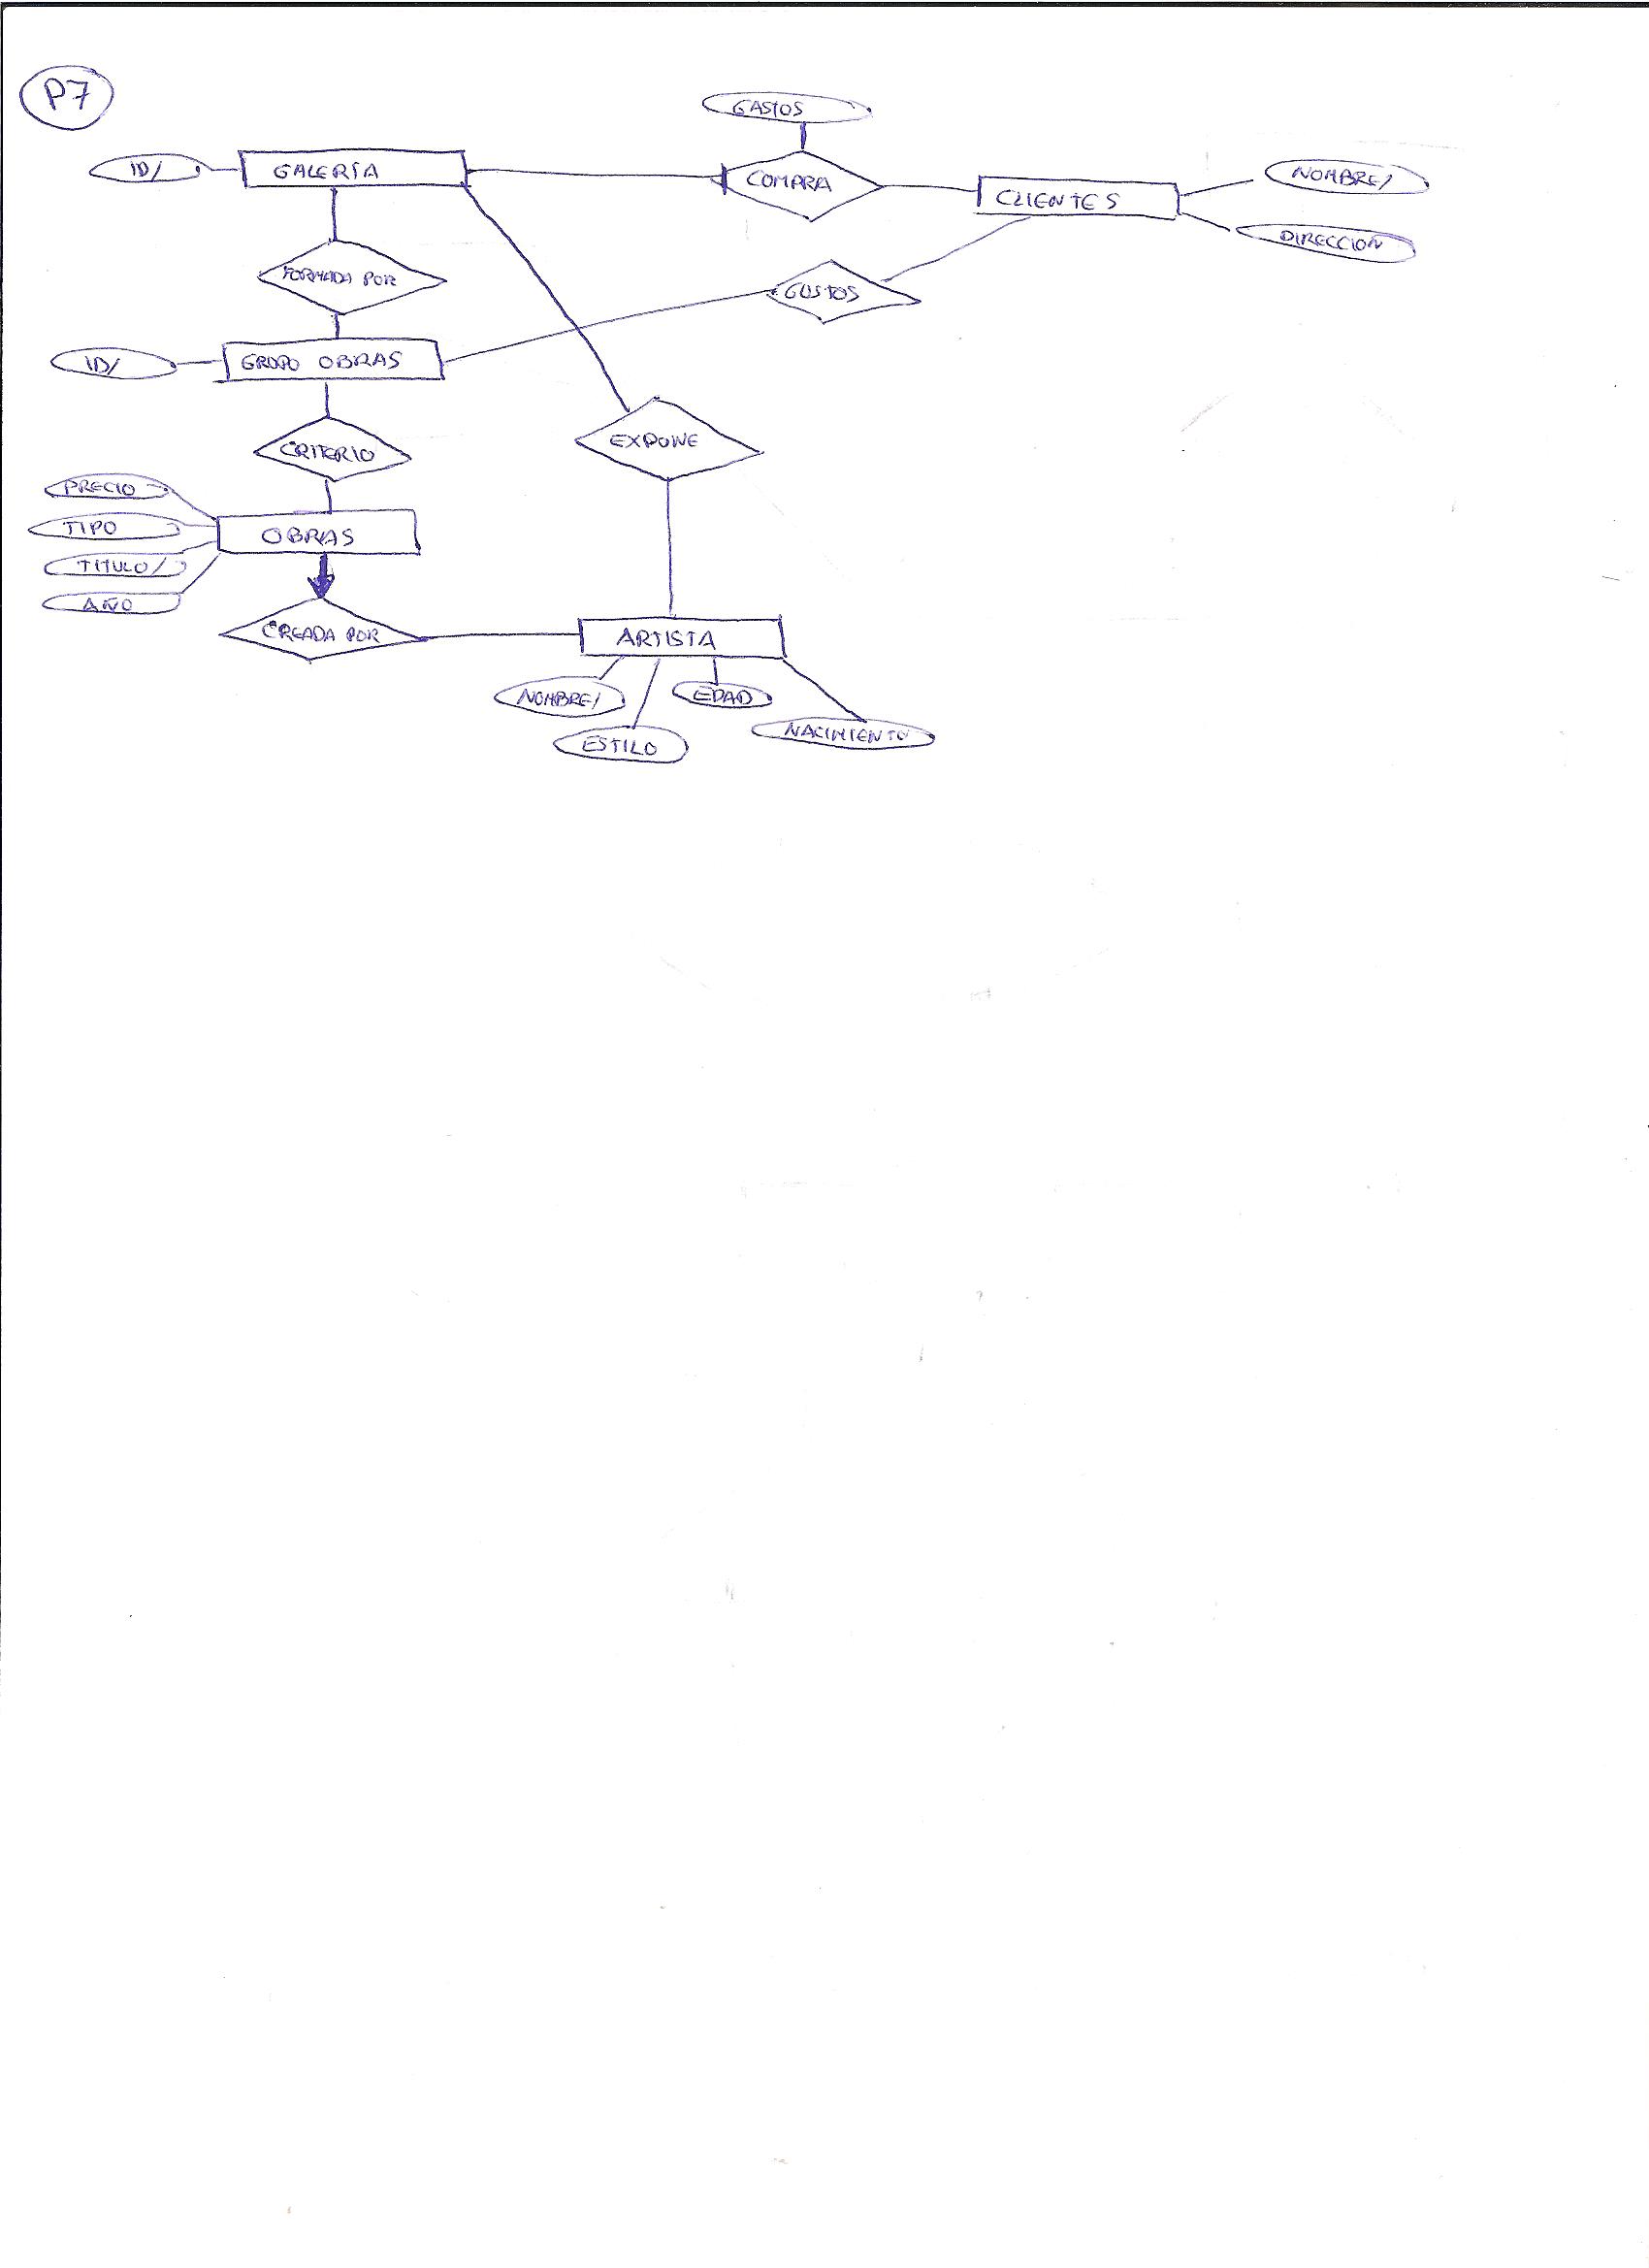 P7
GASTOS
ID/
GALERÍA
COMPRA
CLIENTES
NOMBRE/
DIRECCION
FORMADA POR
GUSTOS
ID/
GRUPO OBRAS
CRITERIO
EXPONE
PRECIO
TIPO
OBRAS
TITULO/
AÑO
CREADA POR
ARTISTA
NOMBRE/
EDAD
ESTILO
NACIMIENTO